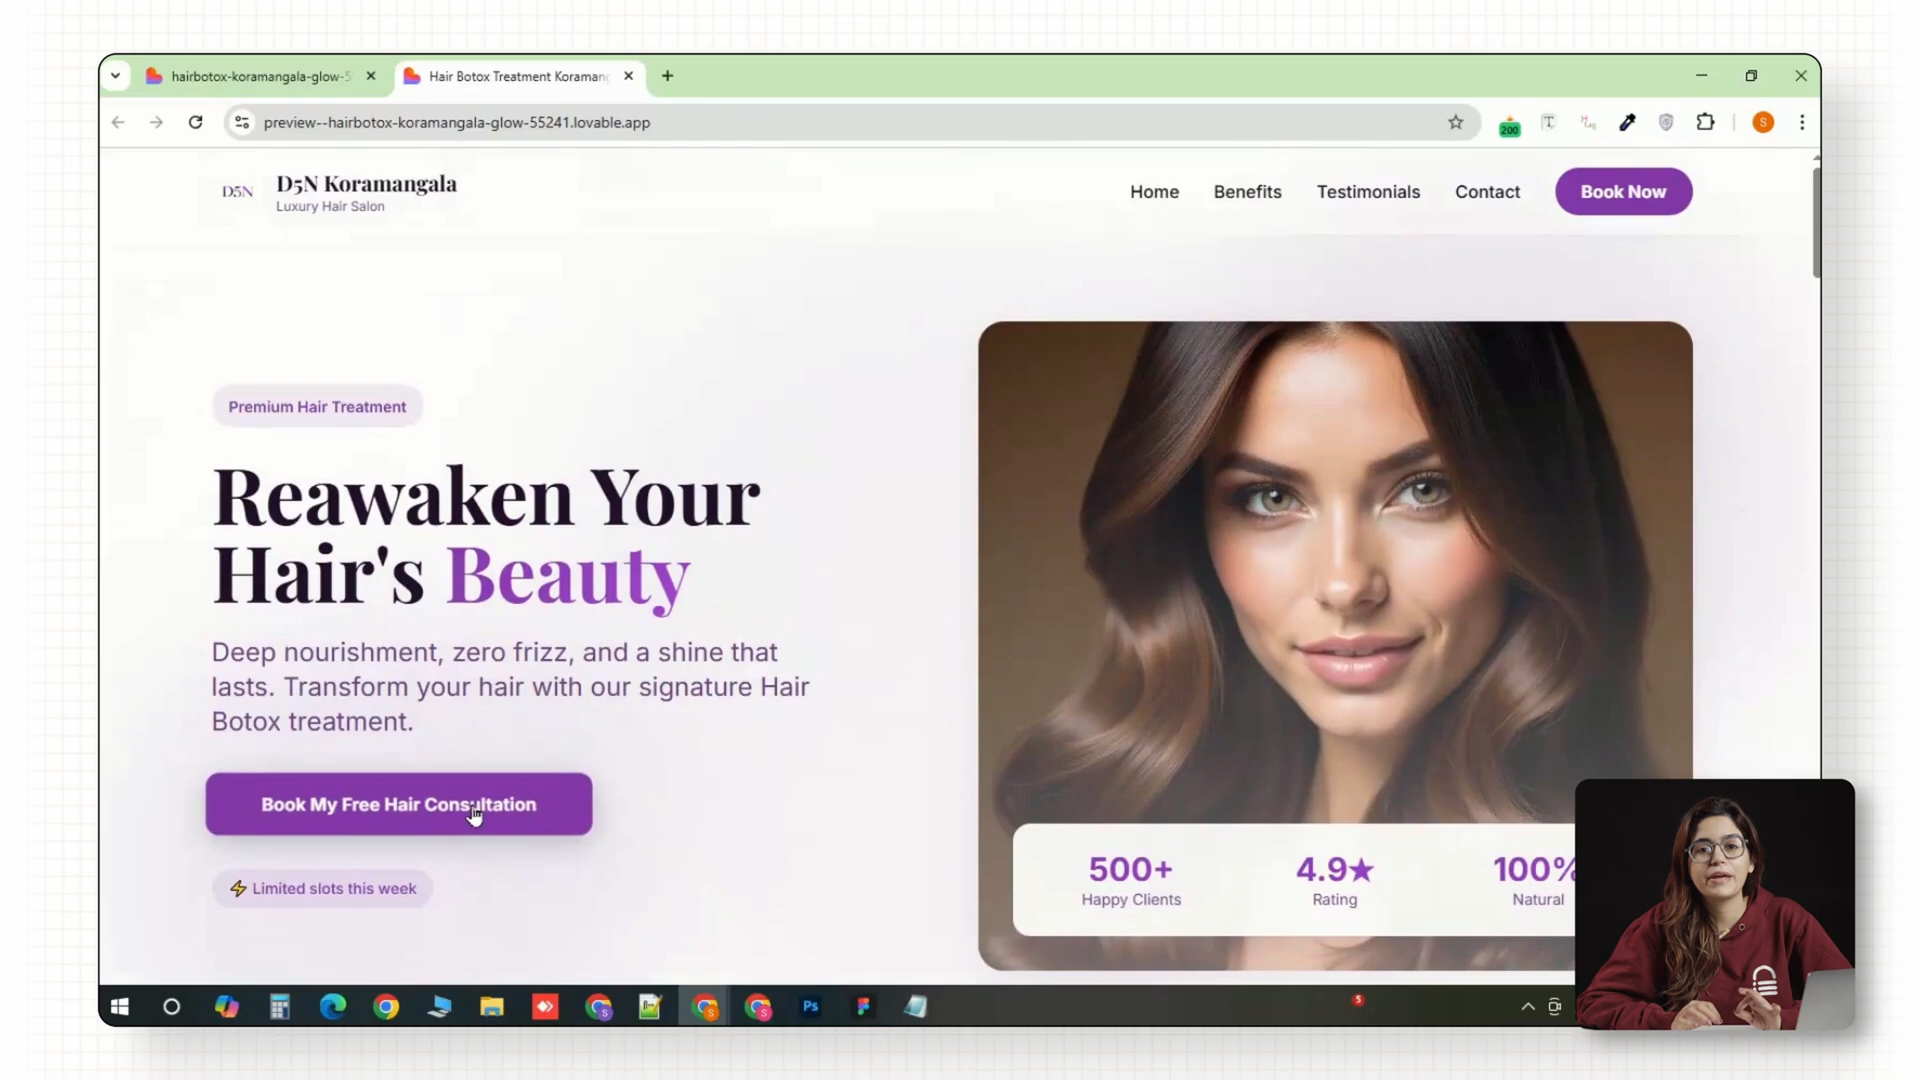 hairbotox-koramangala-glow-5
Hair Botox Treatment Koraman
preview--hairbotox-koramangala-glow-55241.lovable.app
200
S
D5N
D5N Koramangala
Luxury Hair Salon
Home
Benefits
Testimonials
Contact
Book Now
Premium Hair Treatment
Reawaken Your
Hair's Beauty
Deep nourishment, zero frizz, and a shine that
lasts. Transform your hair with our signature Hair
Botox treatment.
Book My Free Hair Consultation
⚡ Limited slots this week
500+
Happy Clients
4.9★
Rating
100%
Natural
Ps
5